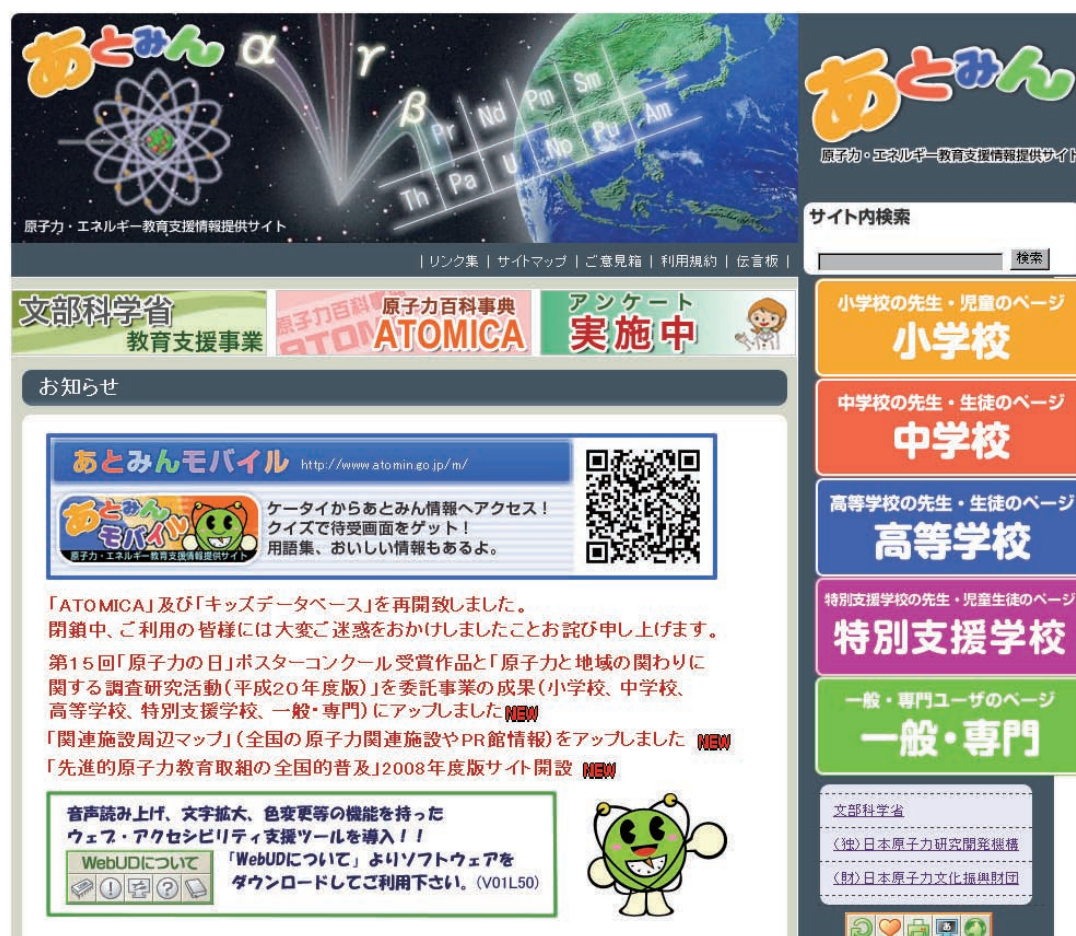 あとみん
α
γ
β
Pr Nd Pm Sm
Th Pa U Np Pu Am
原子力・エネルギー教育支援情報提供サイト
| リンク集 | サイトマップ | ご意見箱 | 利用規約 | 伝言板 |
文部科学省
教育支援事業
原子力百科事典
ATOMICA
アンケート
実施中
お知らせ
あとみんモバイル http://www.atomin.go.jp/m/
あとみん
モバイル
原子力・エネルギー教育支援情報提供サイト
ケータイからあとみん情報へアクセス!
クイズで待受画面をゲット!
用語集、おいしい情報もあるよ。
「ATOMICA」及び「キッズデータベース」を再開致しました。
閉鎖中、ご利用の皆様には大変ご迷惑をおかけしましたことお詫び申し上げます。
第15回「原子力の日」ポスターコンクール受賞作品と「原子力と地域の関わりに
関する調査研究活動(平成20年度版)」を委託事業の成果(小学校、中学校、
高等学校、特別支援学校、一般・専門)にアップしました NEW
「関連施設周辺マップ」(全国の原子力関連施設やPR館情報)をアップしました NEW
「先進的原子力教育取組の全国的普及」2008年度版サイト開設 NEW
音声読み上げ、文字拡大、色変更等の機能を持った
ウェブ・アクセシビリティ支援ツールを導入!!
WebUDについて
「WebUDについて」よりソフトウェアを
ダウンロードしてご利用下さい。(V01L50)
あとみん
原子力・エネルギー教育支援情報提供サイト
サイト内検索
検索
小学校の先生・児童のページ
小学校
中学校の先生・生徒のページ
中学校
高等学校の先生・生徒のページ
高等学校
特別支援学校の先生・児童生徒のページ
特別支援学校
一般・専門ユーザのページ
一般・専門
文部科学省
(独)日本原子力研究開発機構
(財)日本原子力文化振興財団